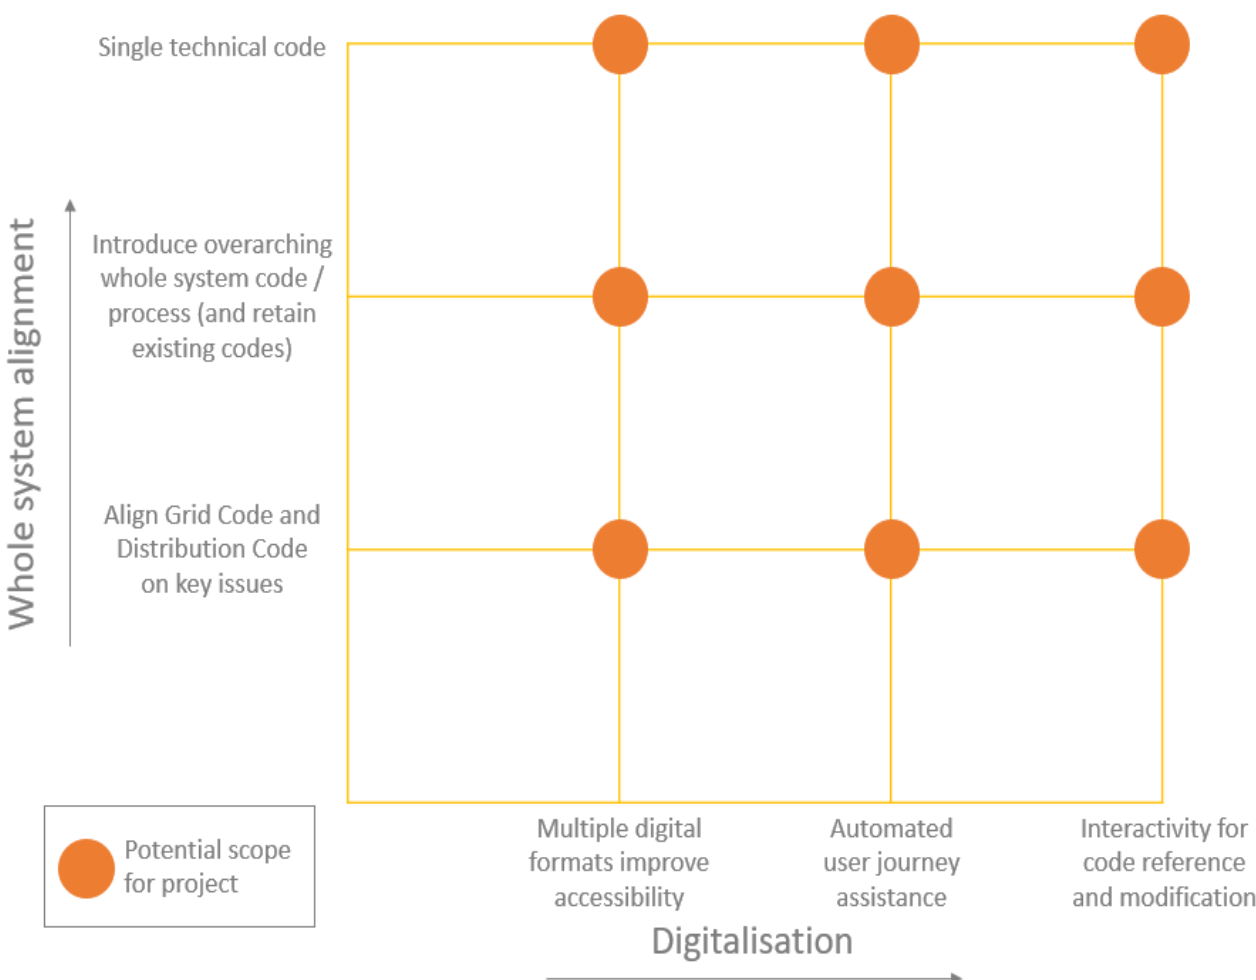 Single technical code
Whole system alignment
Introduce overarching
whole system code /
process (and retain
existing codes)
Align Grid Code and
Distribution Code
on key issues
Potential scope
for project
Multiple digital
formats improve
accessibility
Automated
user journey
assistance
Interactivity for
code reference
and modification
Digitalisation